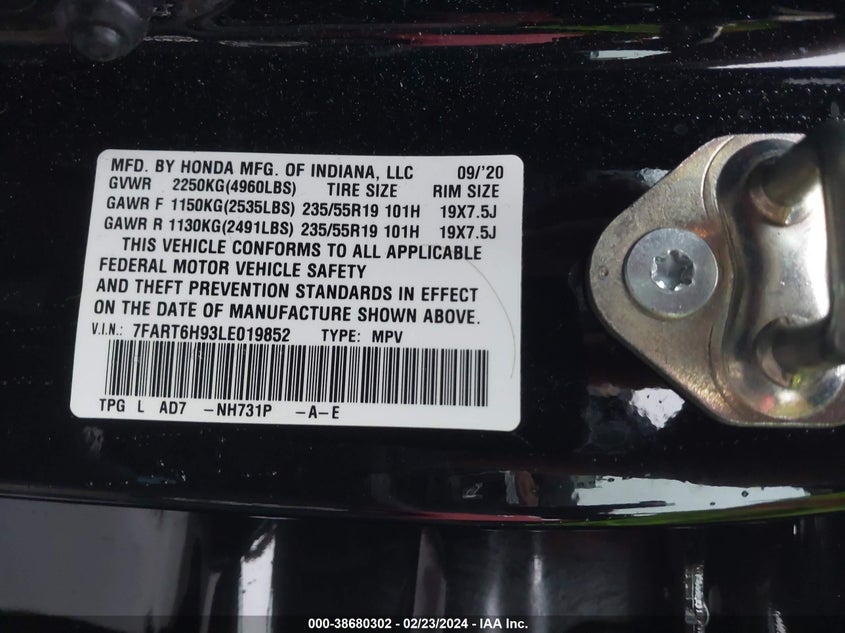 MFD. BY HONDA MFG. OF INDIANA, LLC 09/'20
GVWR 2250KG(4960LBS) TIRE SIZE RIM SIZE
GAWR F 1150KG(2535LBS) 235/55R19 101H 19X7.5J
GAWR R 1130KG(2491LBS) 235/55R19 101H 19X7.5J
THIS VEHICLE CONFORMS TO ALL APPLICABLE
FEDERAL MOTOR VEHICLE SAFETY
AND THEFT PREVENTION STANDARDS IN EFFECT
ON THE DATE OF MANUFACTURE SHOWN ABOVE.
V.I.N.: 7FART6H93LE019852 TYPE: MPV
TPG L AD7 -NH731P -A-E
000-38680302 - 02/23/2024 - IAA Inc.